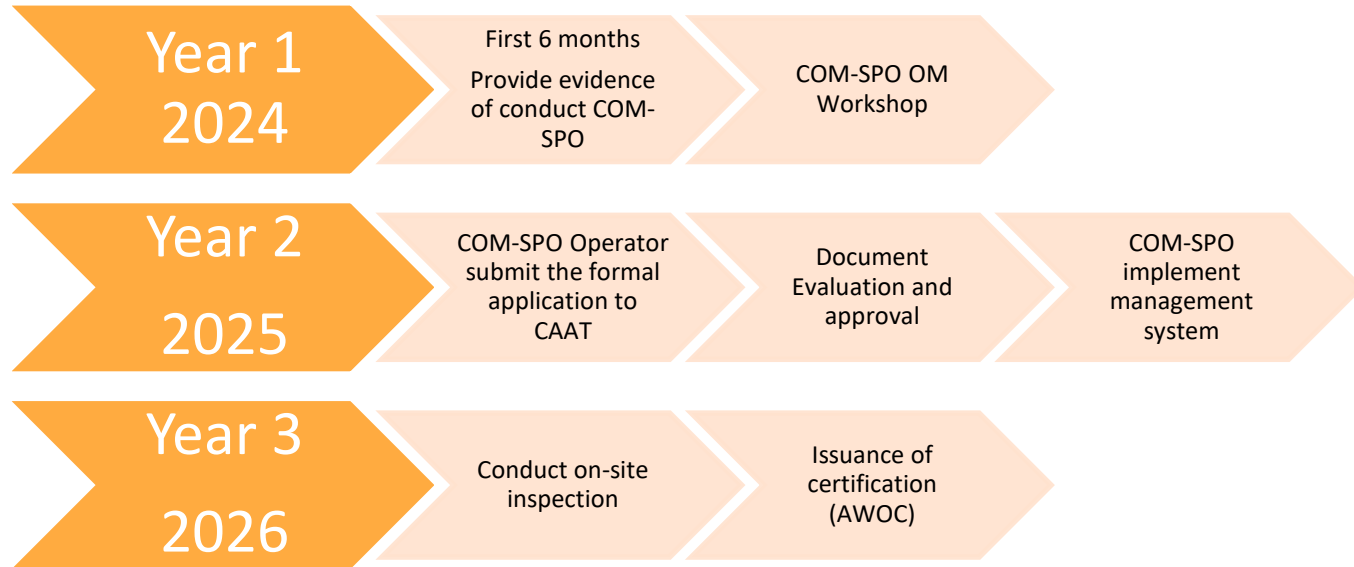 Year 1
2024
First 6 months
Provide evidence
of conduct COM-
SPO
COM-SPO OM
Workshop
Year 2
2025
COM-SPO Operator
submit the formal
application to
CAAT
Document
Evaluation and
approval
COM-SPO
implement
management
system
Year 3
2026
Conduct on-site
inspection
Issuance of
certification
(AWOC)